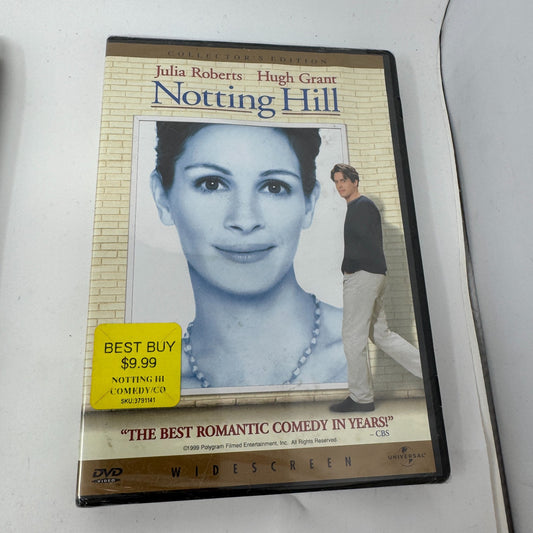 COLLECTOR'S EDITION
Julia Roberts Hugh Grant
Notting Hill
BEST BUY
$9.99
NOTTING HI
COMEDY/CO
SKU:3791141
"THE BEST ROMANTIC COMEDY IN YEARS!"
– CBS
©1999 Polygram Filmed Entertainment, Inc. All Rights Reserved.
DVD
VIDEO
WIDESCREEN
UNIVERSAL